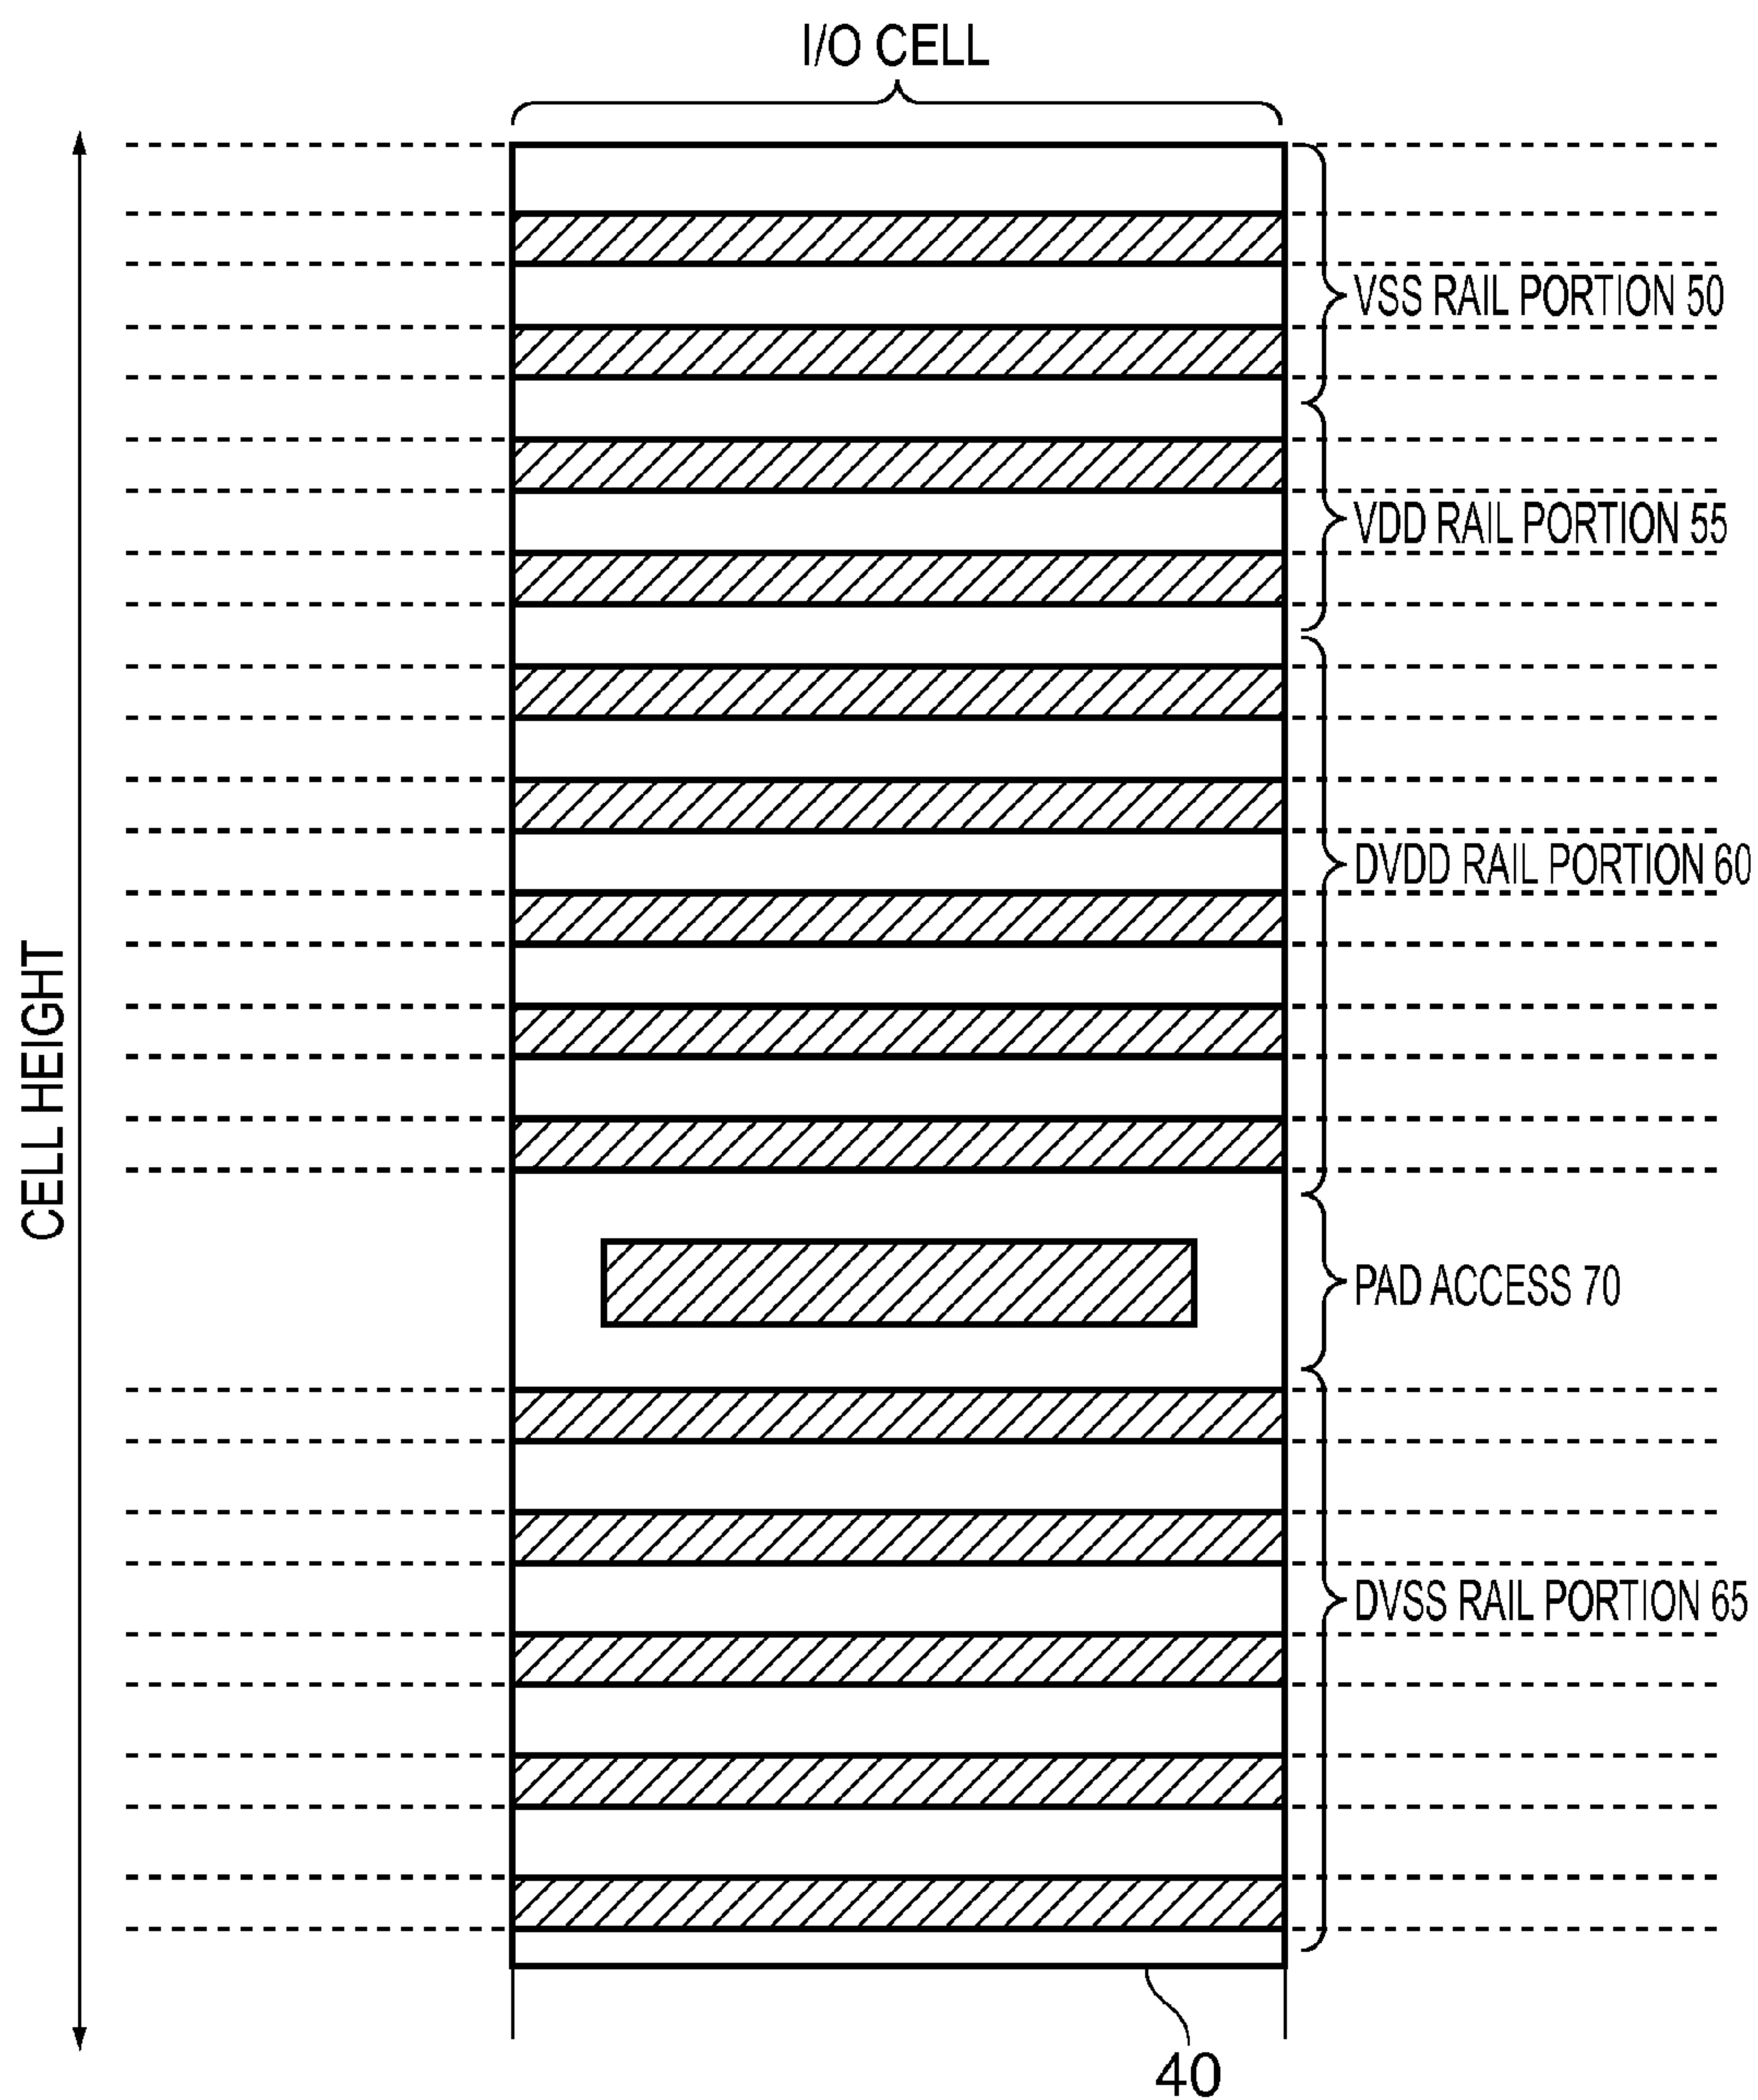 I/O CELL
VSS RAIL PORTION 50
VDD RAIL PORTION 55
DVDD RAIL PORTION 60
CELL HEIGHT
PAD ACCESS 70
DVSS RAIL PORTION 65
40